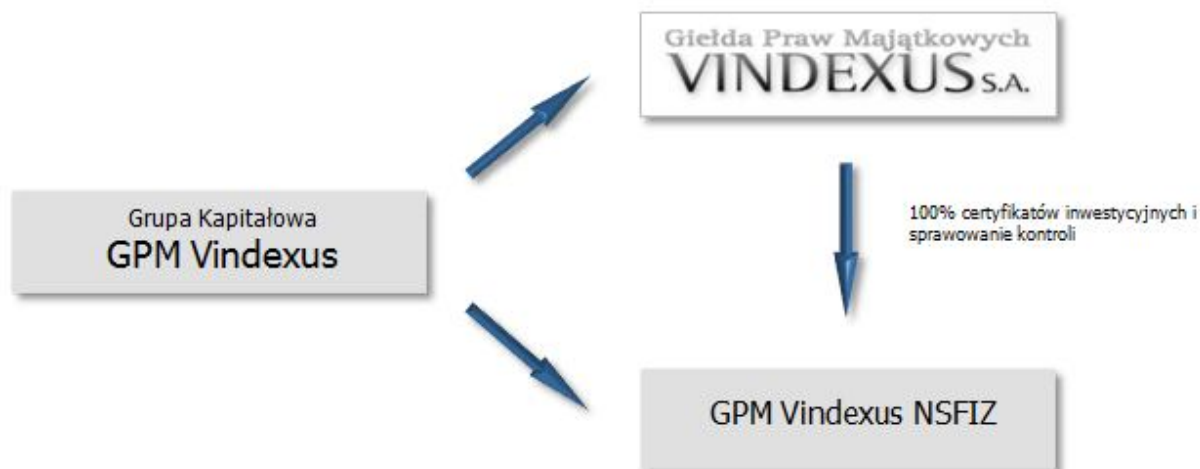 Giełda Praw Majątkowych
VINDEXUS S.A.
Grupa Kapitałowa
GPM Vindexus
100% certyfikatów inwestycyjnych i
sprawowanie kontroli
GPM Vindexus NSFIZ